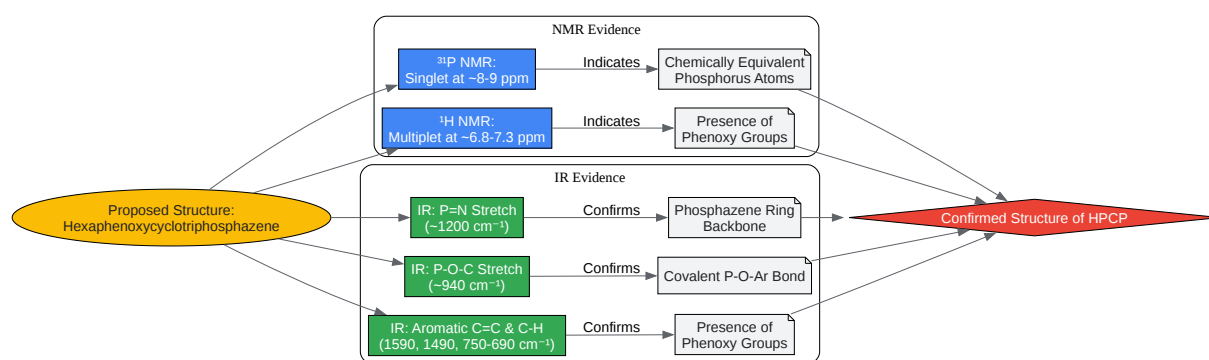 NMR Evidence
³¹P NMR:
Singlet at ~8-9 ppm
Indicates
Chemically Equivalent
Phosphorus Atoms
¹H NMR:
Multiplet at ~6.8-7.3 ppm
Indicates
Presence of
Phenoxy Groups
IR Evidence
Proposed Structure:
Hexaphenoxycyclotriphosphazene
IR: P=N Stretch
(~1200 cm⁻¹)
Confirms
Phosphazene Ring
Backbone
Confirmed Structure of HPCP
IR: P-O-C Stretch
(~940 cm⁻¹)
Confirms
Covalent P-O-Ar Bond
IR: Aromatic C=C & C-H
(1590, 1490, 750-690 cm⁻¹)
Confirms
Presence of
Phenoxy Groups